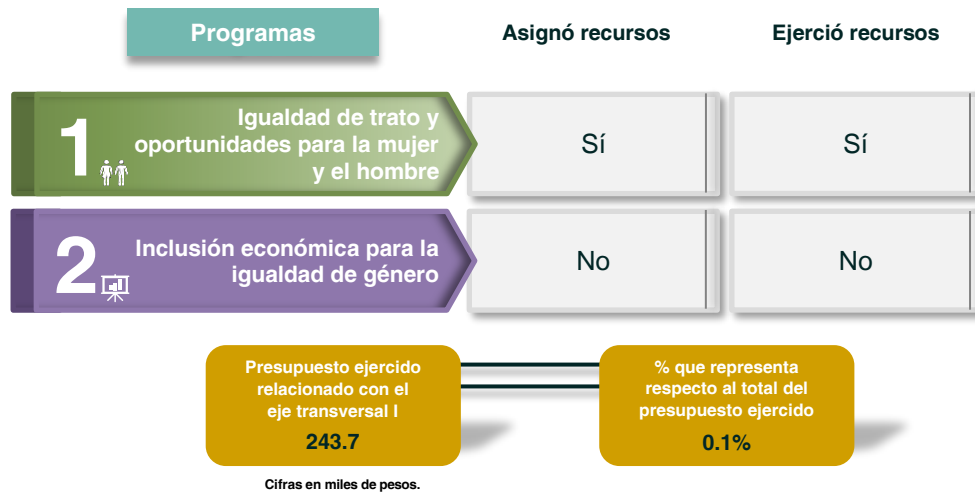 Programas
Asignó recursos
Ejerció recursos
1
Igualdad de trato y
oportunidades para la mujer
y el hombre
Sí
Sí
2
Inclusión económica para la
igualdad de género
No
No
Presupuesto ejercido
relacionado con el
eje transversal I
243.7
% que representa
respecto al total del
presupuesto ejercido
0.1%
Cifras en miles de pesos.